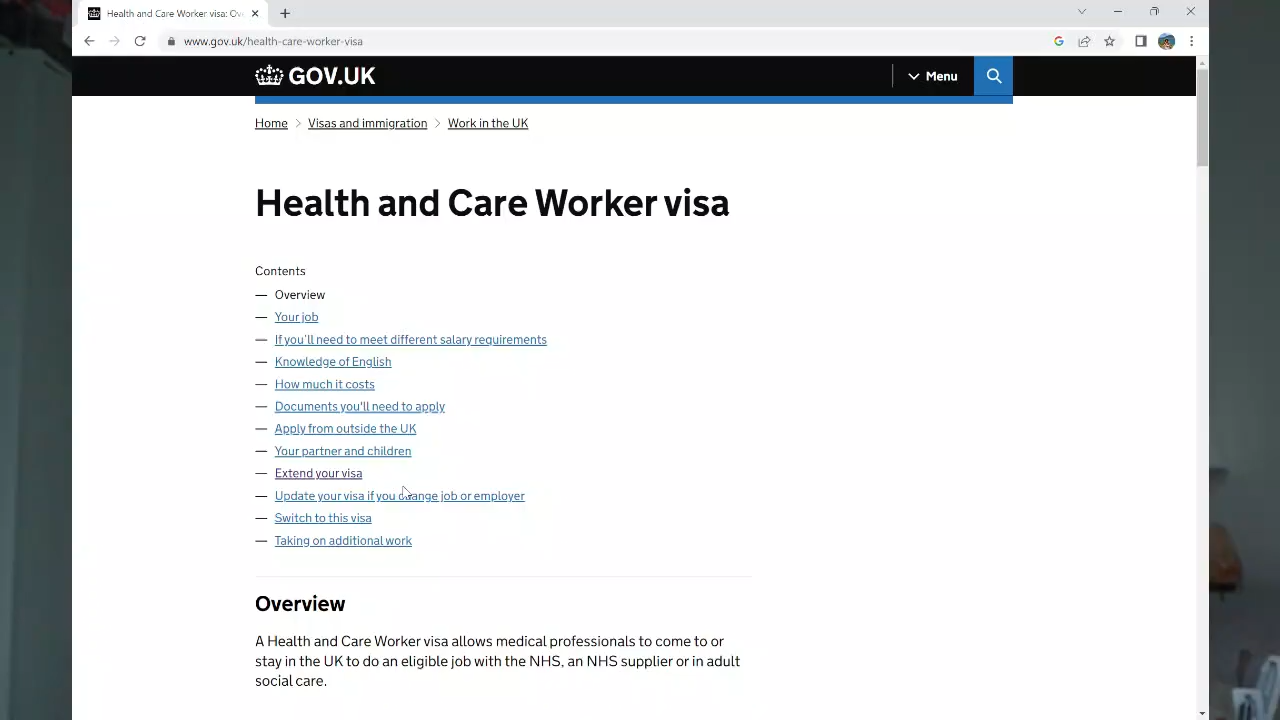 Health and Care Worker visa: Ov
www.gov.uk/health-care-worker-visa
GOV.UK
Menu
Home
Visas and immigration
Work in the UK
Health and Care Worker visa
Contents
— Overview
— Your job
— If you'll need to meet different salary requirements
— Knowledge of English
— How much it costs
— Documents you'll need to apply
— Apply from outside the UK
— Your partner and children
— Extend your visa
— Update your visa if you change job or employer
— Switch to this visa
— Taking on additional work
Overview
A Health and Care Worker visa allows medical professionals to come to or
stay in the UK to do an eligible job with the NHS, an NHS supplier or in adult
social care.